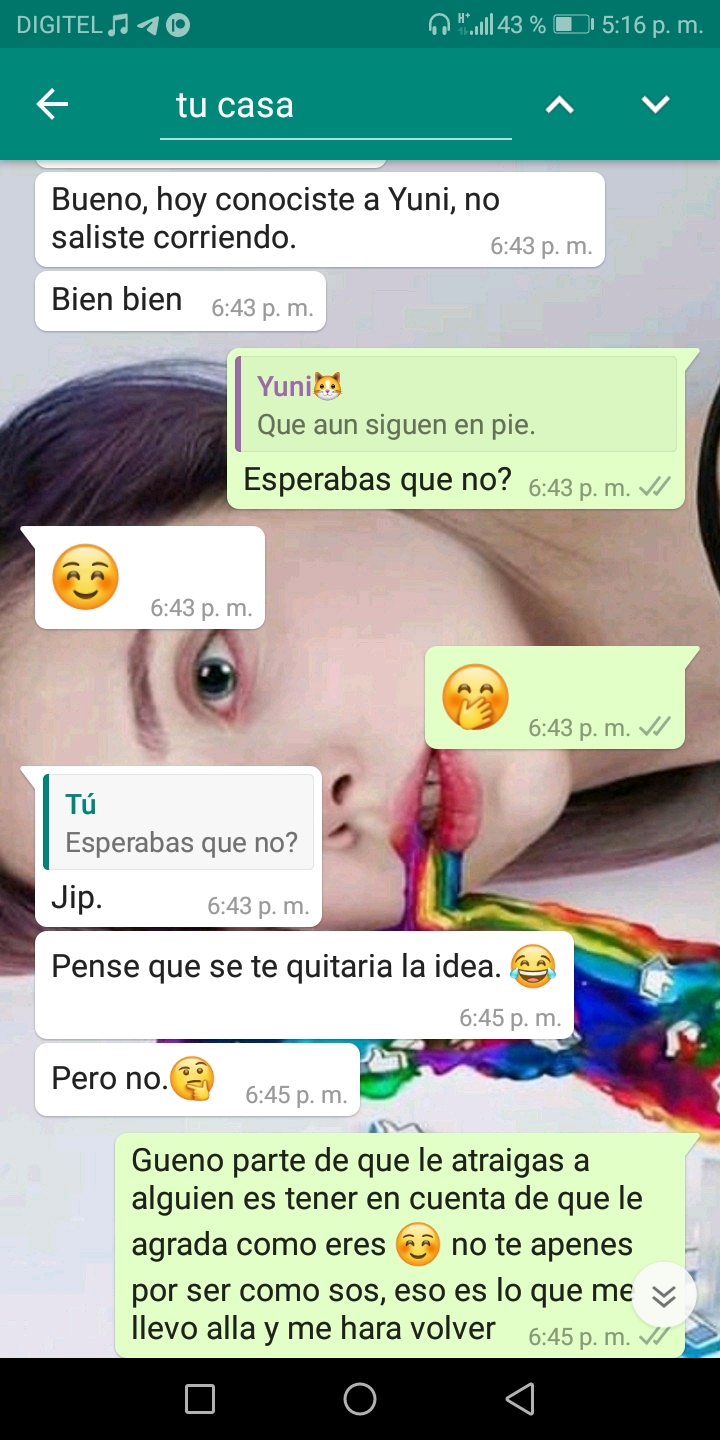 DIGITEL 43 % 5:16 p. m.
tu casa
Bueno, hoy conociste a Yuni, no
saliste corriendo. 6:43 p. m.
Bien bien 6:43 p. m.
Yuni🐱
Que aun siguen en pie.
Esperabas que no? 6:43 p. m.
😊 6:43 p. m.
🤭 6:43 p. m.
Tú
Esperabas que no?
Jip. 6:43 p. m.
Pense que se te quitaria la idea. 😂
6:45 p. m.
Pero no.🤔 6:45 p. m.
Gueno parte de que le atraigas a
alguien es tener en cuenta de que le
agrada como eres ☺️ no te apenes
por ser como sos, eso es lo que me
llevo alla y me hara volver 6:45 p. m.